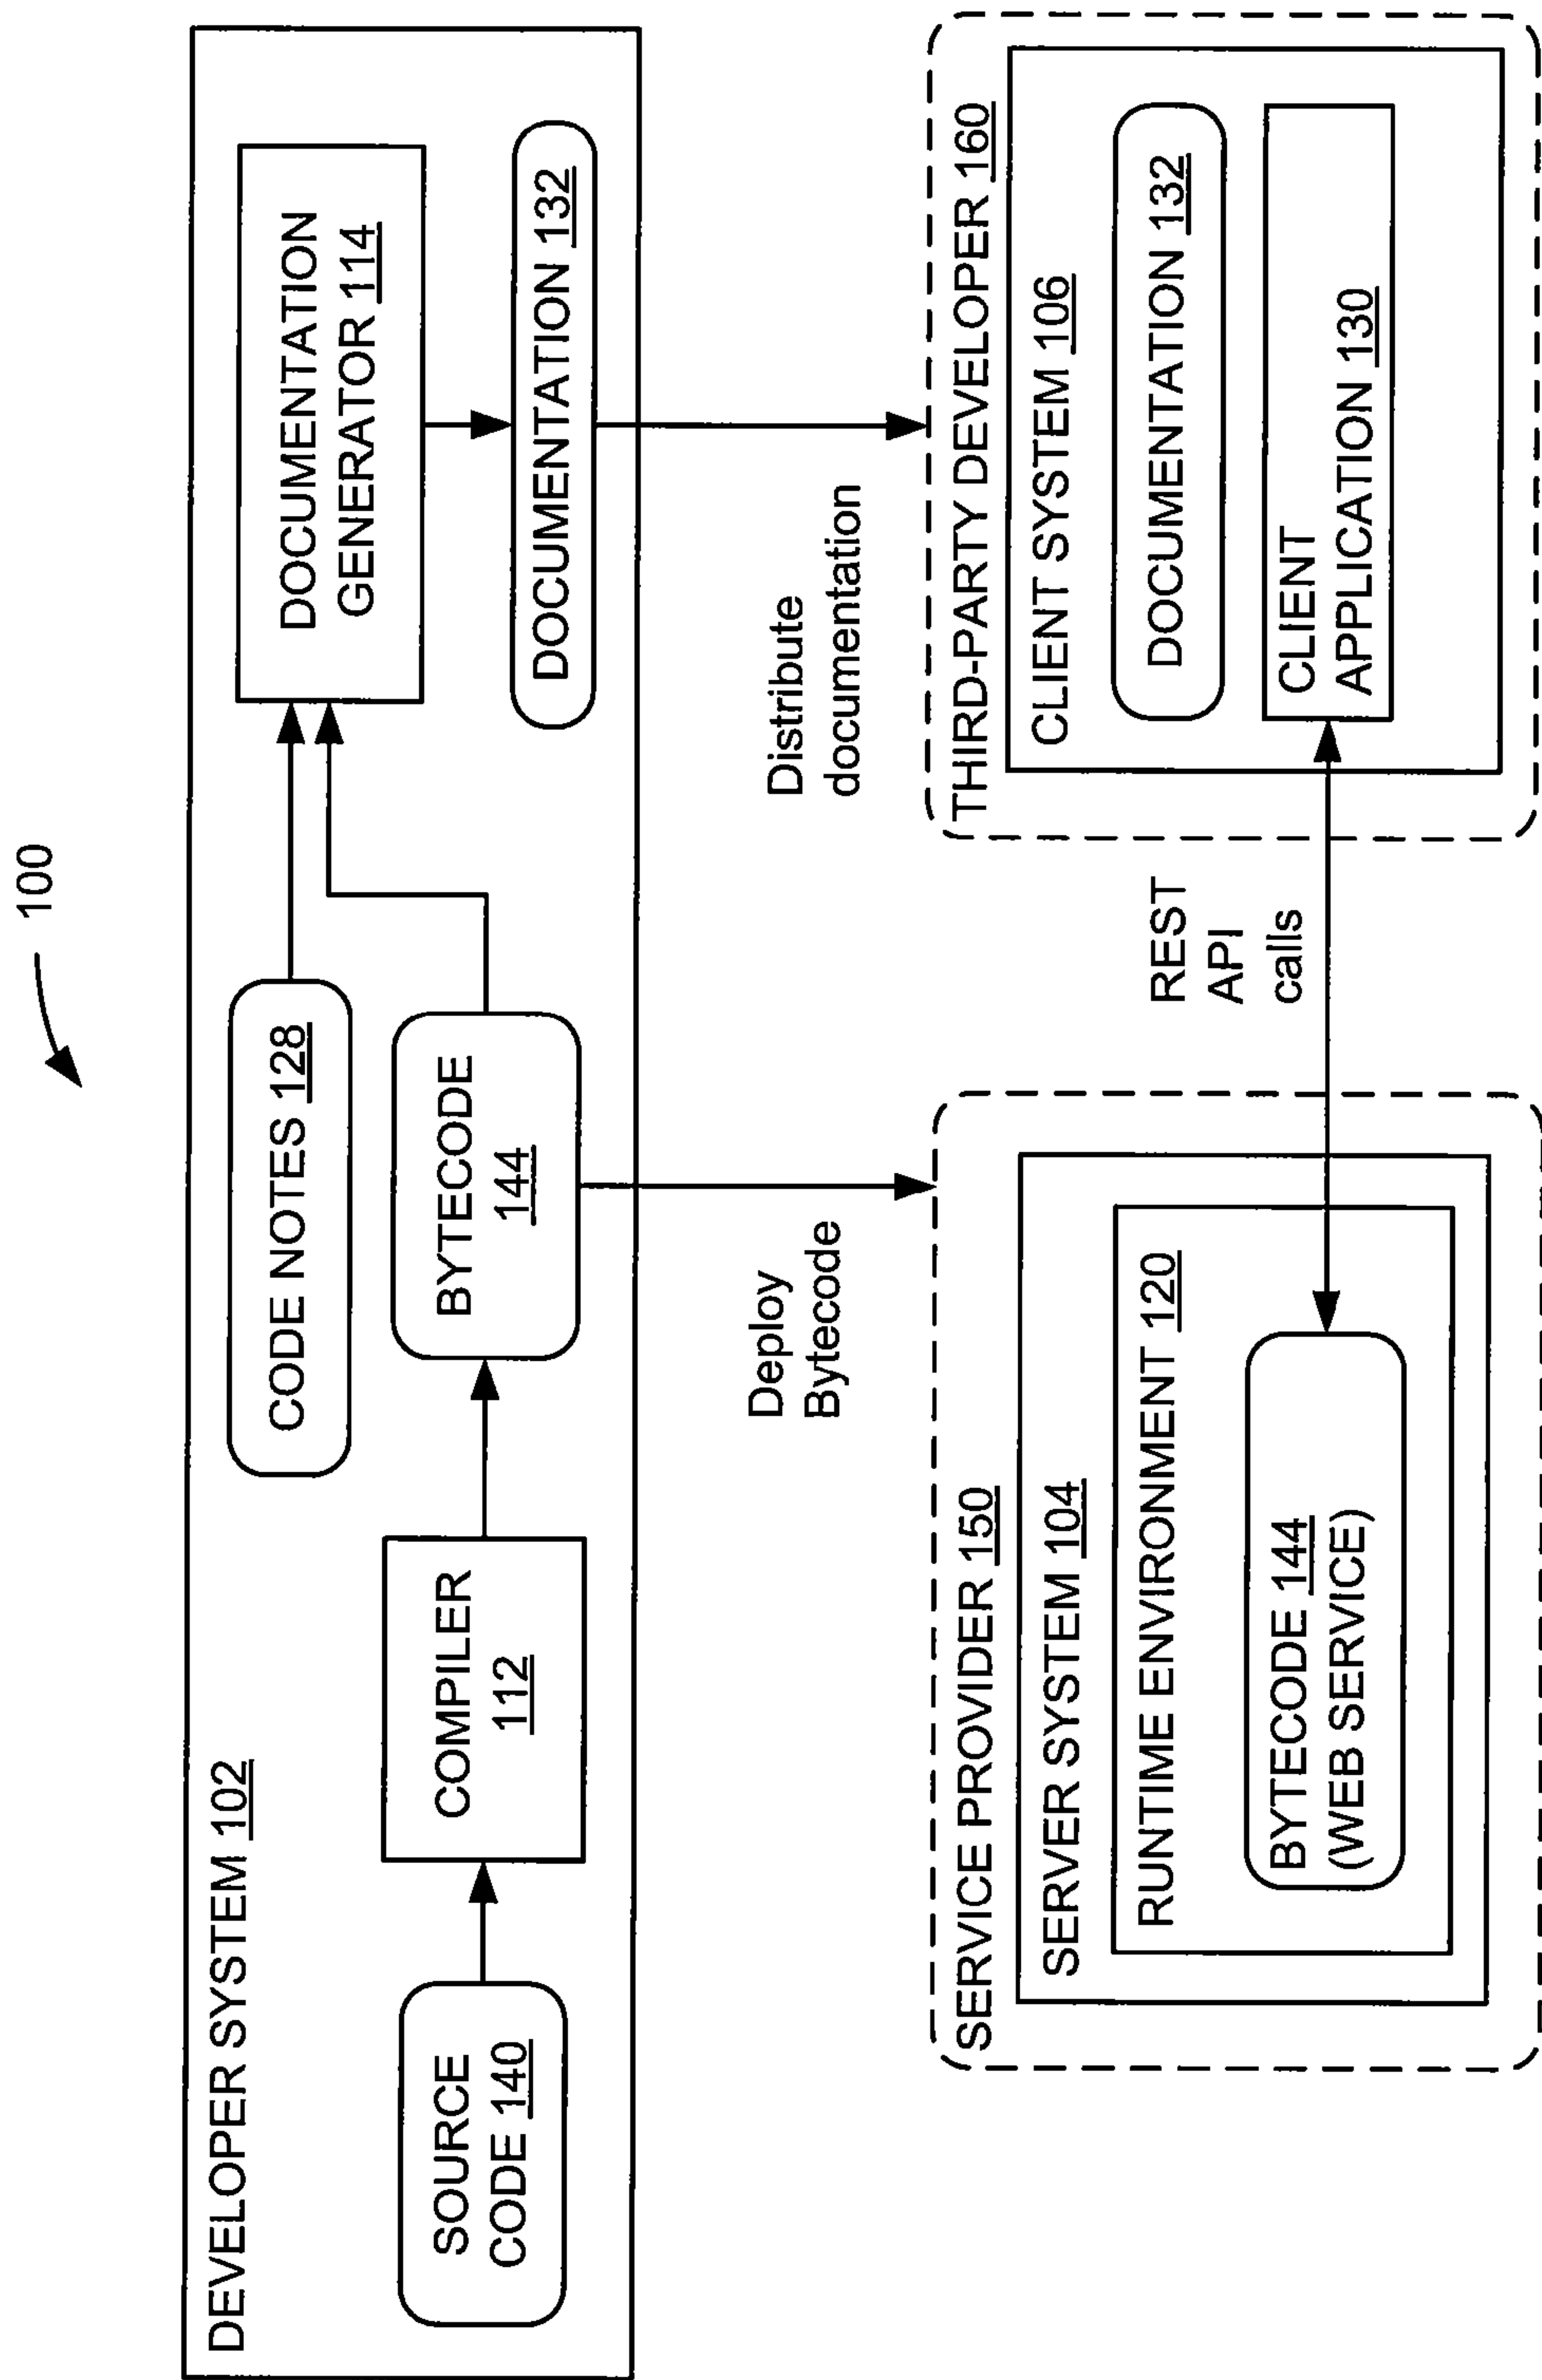 100
DEVELOPER SYSTEM 102
SOURCE
CODE 140
COMPILER
112
CODE NOTES 128
BYTECODE
144
DOCUMENTATION
GENERATOR 114
DOCUMENTATION 132
Deploy
Bytecode
Distribute
documentation
SERVICE PROVIDER 150
SERVER SYSTEM 104
RUNTIME ENVIRONMENT 120
BYTECODE 144
(WEB SERVICE)
REST
API
calls
THIRD-PARTY DEVELOPER 160
CLIENT SYSTEM 106
DOCUMENTATION 132
CLIENT
APPLICATION 130